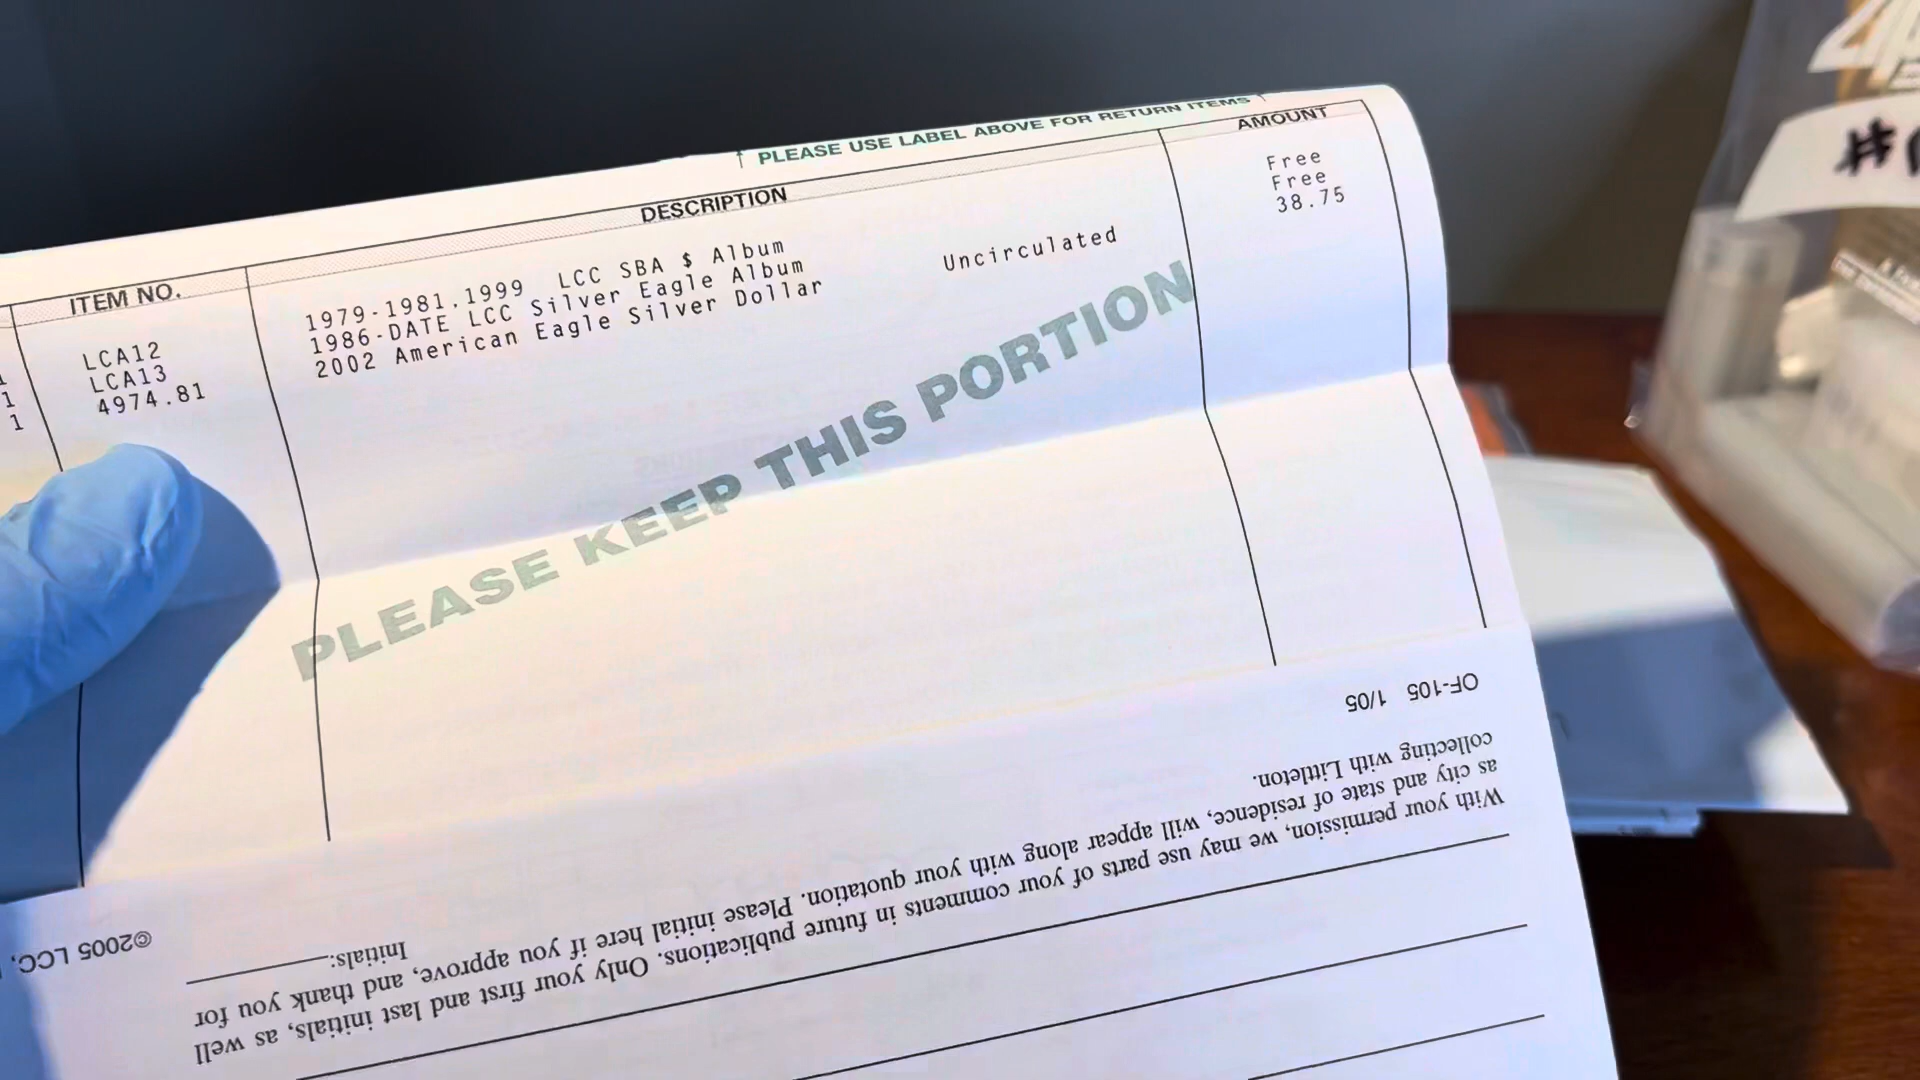 PLEASE USE LABEL ABOVE FOR RETURN ITEMS
ITEM NO. DESCRIPTION AMOUNT
1 LCA12 1979-1981.1999 LCC SBA $ Album Free
1 LCA13 1986-DATE LCC Silver Eagle Album Free
1 4974.81 2002 American Eagle Silver Dollar Uncirculated 38.75
PLEASE KEEP THIS PORTION
With your permission, we may use parts of your comments in future publications. Only your first and last initials, as well
as city and state of residence, will appear along with your quotation. Please initial here if you approve, and thank you for
collecting with Littleton. Initials:
OF-105 1/05 ©2005 LCC,